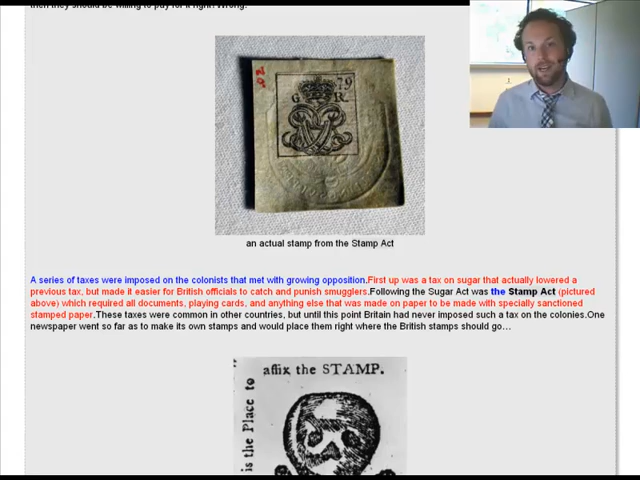 then they should be willing to pay for it right? Wrong.
20
79
G R.
an actual stamp from the Stamp Act
A series of taxes were imposed on the colonists that met with growing opposition.First up was a tax on sugar that actually lowered a
previous tax, but made it easier for British officials to catch and punish smugglers.Following the Sugar Act was the Stamp Act (pictured
above) which required all documents, playing cards, and anything else that was made on paper to be made with specially sanctioned
stamped paper.These taxes were common in other countries, but until this point Britain had never imposed such a tax on the colonies.One
newspaper went so far as to make its own stamps and would place them right where the British stamps should go…
affix the STAMP.
is the Place to